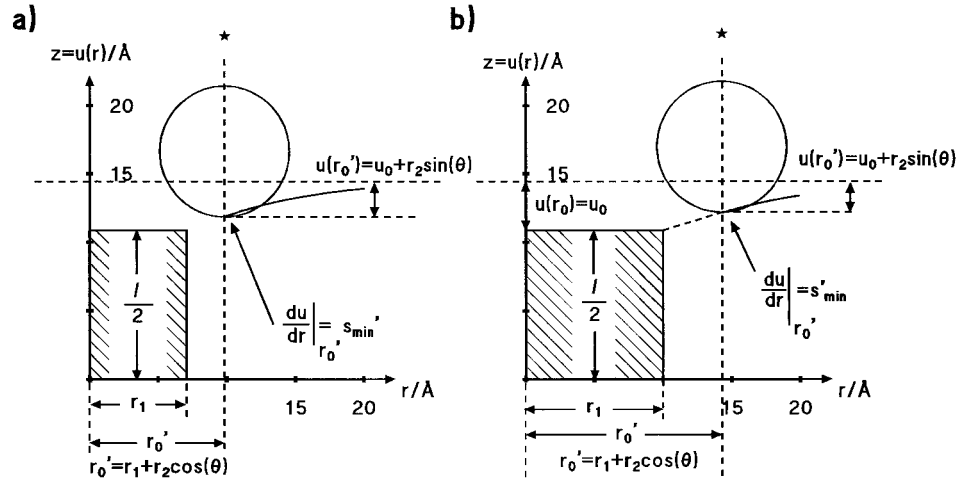 a)
★
z=u(r)/Å
20
u(r₀')=u₀+r₂sin(θ)
15
l/2
du/dr|r₀' = sₘᵢₙ'
r/Å
r₁
15
20
r₀'
r₀'=r₁+r₂cos(θ)
b)
★
z=u(r)/Å
20
u(r₀')=u₀+r₂sin(θ)
15
u(r₀)=u₀
l/2
du/dr|r₀' =s'ₘᵢₙ
r/Å
r₁
15
20
r₀'
r₀'=r₁+r₂cos(θ)